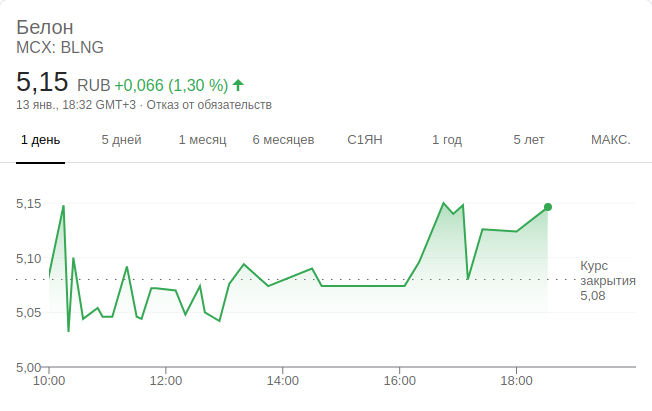 Белон
MCX: BLNG
5,15 RUB +0,066 (1,30 %)
13 янв., 18:32 GMT+3 · Отказ от обязательств
1 день 5 дней 1 месяц 6 месяцев С1ЯН 1 год 5 лет МАКС.
5,15
5,10
5,05
5,00
Курс
закрытия
5,08
10:00 12:00 14:00 16:00 18:00